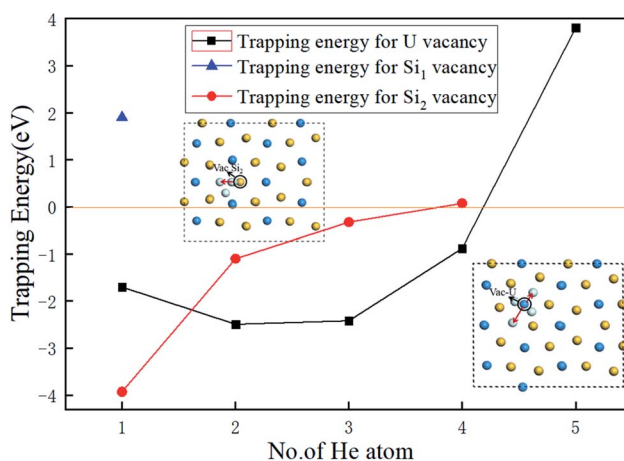 Trapping energy for U vacancy
Trapping energy for Si₁ vacancy
Trapping energy for Si₂ vacancy
Trapping Energy(eV)
4
3
2
1
0
-1
-2
-3
-4
Vac Si₂
Vac-U
1 2 3 4 5
No.of He atom